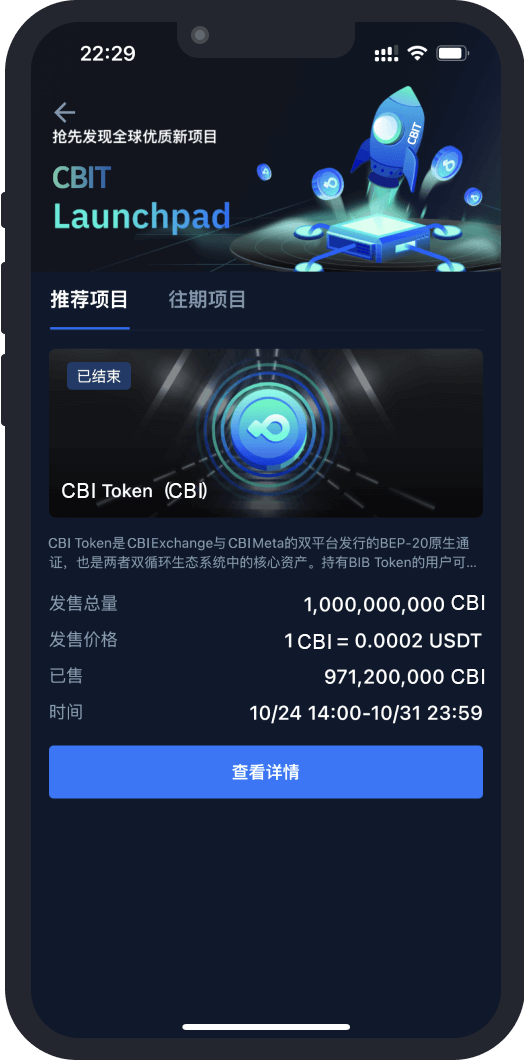 22:29
抢先发现全球优质新项目
CBIT
Launchpad
CBIT
推荐项目 往期项目
已结束
CBI Token (CBI)
CBI Token是CBIExchange与CBIMeta的双平台发行的BEP-20原生通
证，也是两者双循环生态系统中的核心资产。持有BIB Token的用户可...
发售总量 1,000,000,000 CBI
发售价格 1 CBI = 0.0002 USDT
已售 971,200,000 CBI
时间 10/24 14:00-10/31 23:59
查看详情